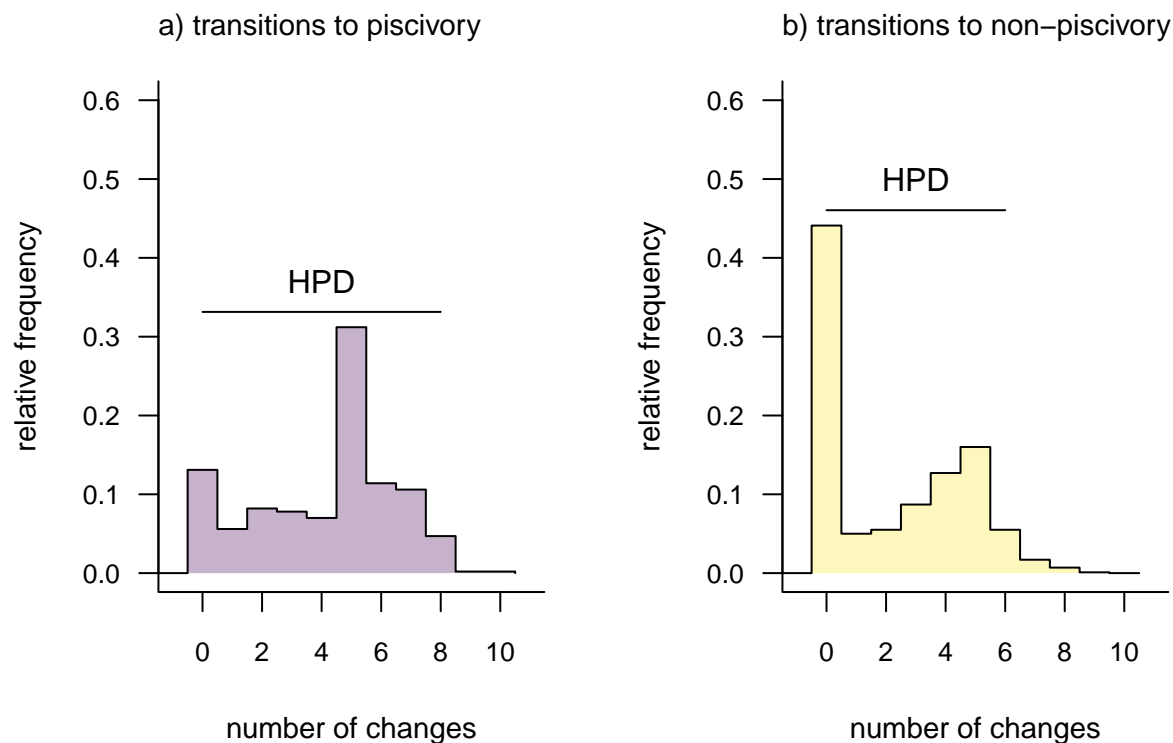 a) transitions to piscivory
0.6
0.5
0.4
0.3
0.2
0.1
0.0
relative frequency
HPD
0 2 4 6 8 10
number of changes
b) transitions to non−piscivory
0.6
0.5
0.4
0.3
0.2
0.1
0.0
relative frequency
HPD
0 2 4 6 8 10
number of changes